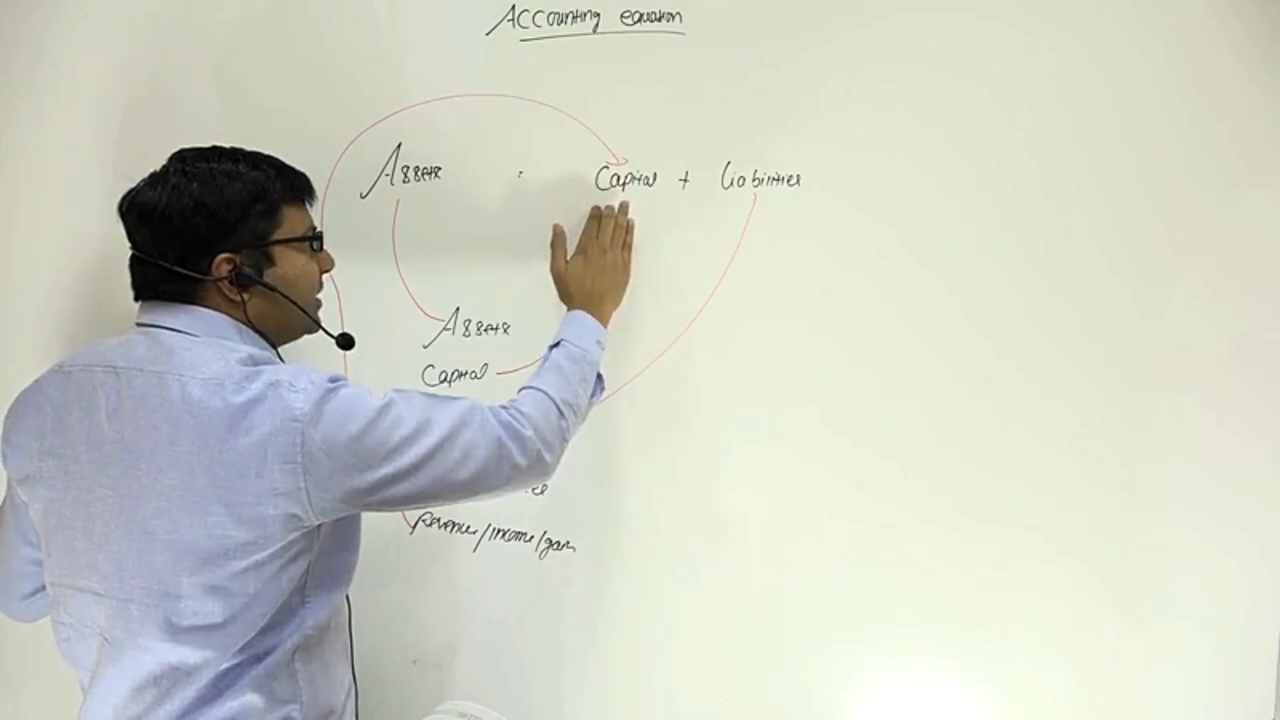 Accounting equation
Assets = Capital + Liabilities
Assets
Capital
Revenue/income/gain